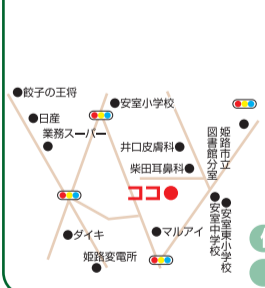 餃子の王将
日産
業務スーパー
安室小学校
井口皮膚科
柴田耳鼻科
姫路市立
図書館分室
ココ
安室東小学校
安室中学校
ダイキ
マルアイ
姫路変電所